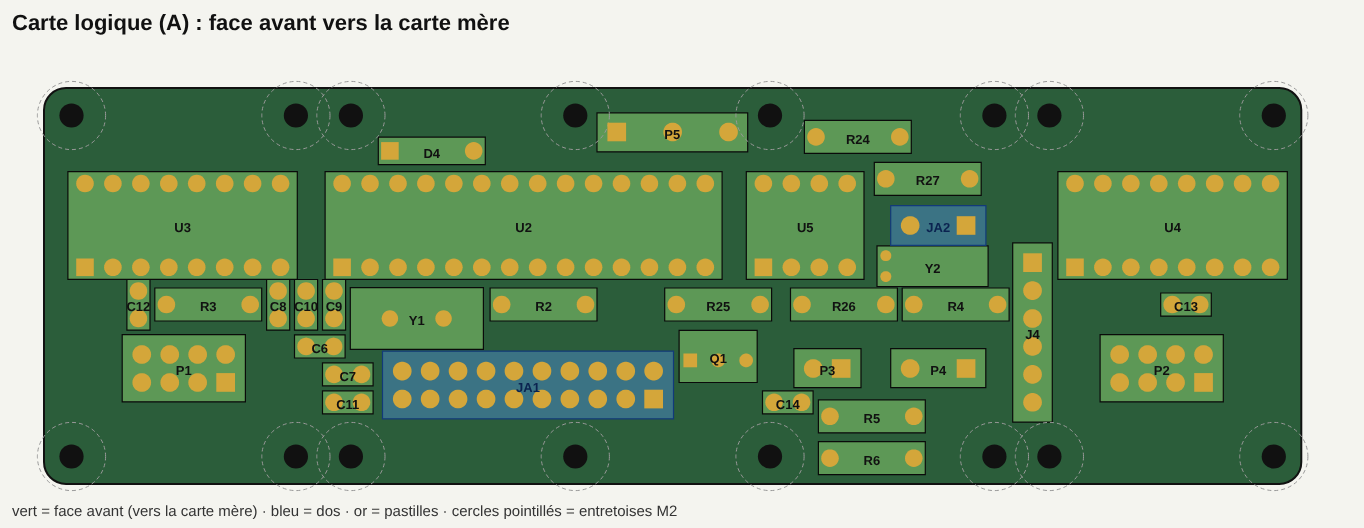 Carte logique (A) : face avant vers la carte mère
P5
R24
D4
R27
U3
U2
U5
JA2
U4
Y2
C12
R3
C8
C10
C9
Y1
R2
R25
R26
R4
C13
J4
C6
Q1
P1
C7
JA1
P3
P4
P2
C11
C14
R5
R6
vert = face avant (vers la carte mère) · bleu = dos · or = pastilles · cercles pointillés = entretoises M2